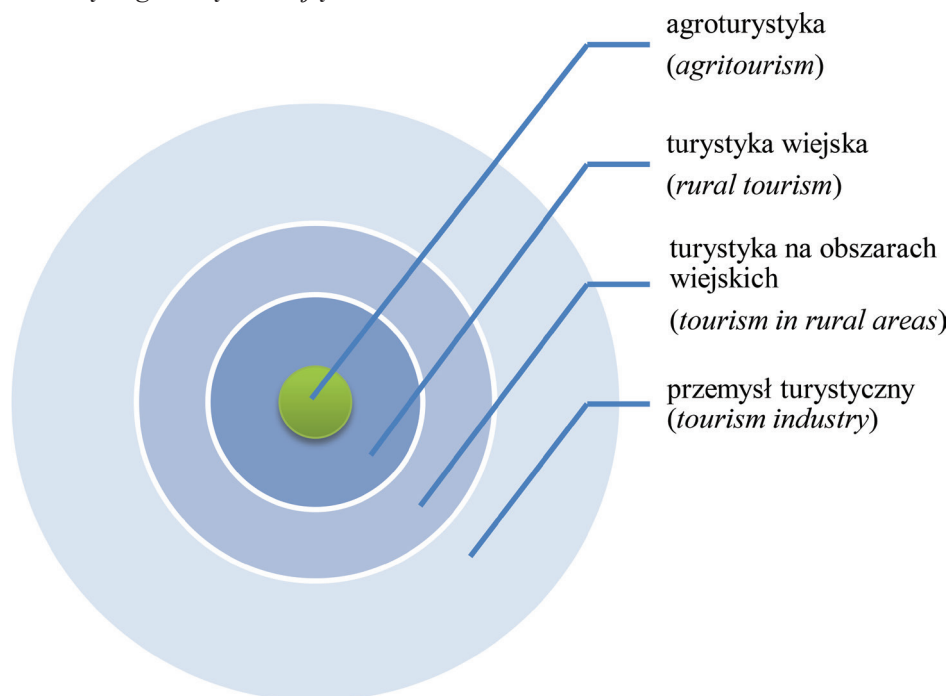 agroturystyka
(agritourism)
turystyka wiejska
(rural tourism)
turystyka na obszarach
wiejskich
(tourism in rural areas)
przemysł turystyczny
(tourism industry)